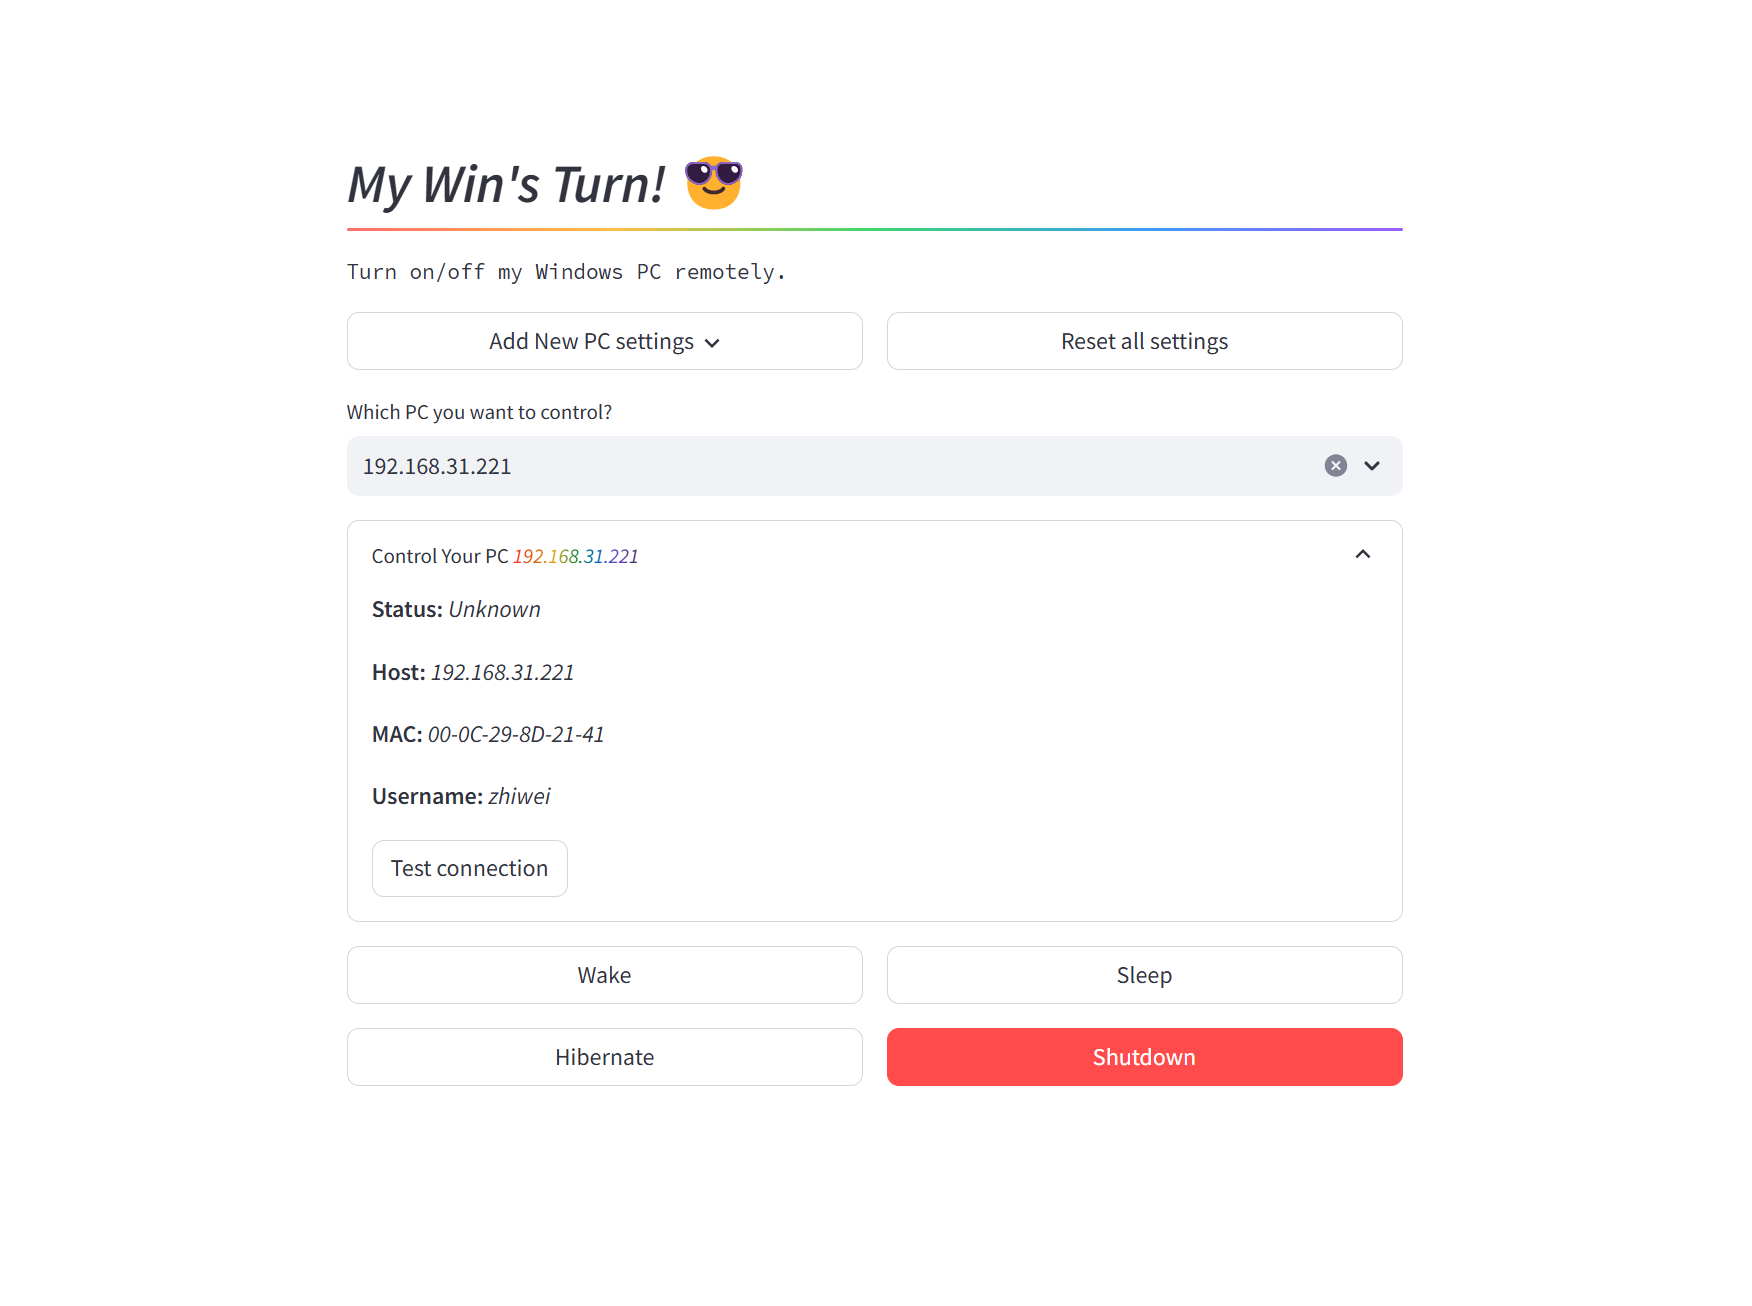 My Win's Turn! 😎
Turn on/off my Windows PC remotely.
Add New PC settings
Reset all settings
Which PC you want to control?
192.168.31.221
Control Your PC 192.168.31.221
Status: Unknown
Host: 192.168.31.221
MAC: 00-0C-29-8D-21-41
Username: zhiwei
Test connection
Wake
Sleep
Hibernate
Shutdown